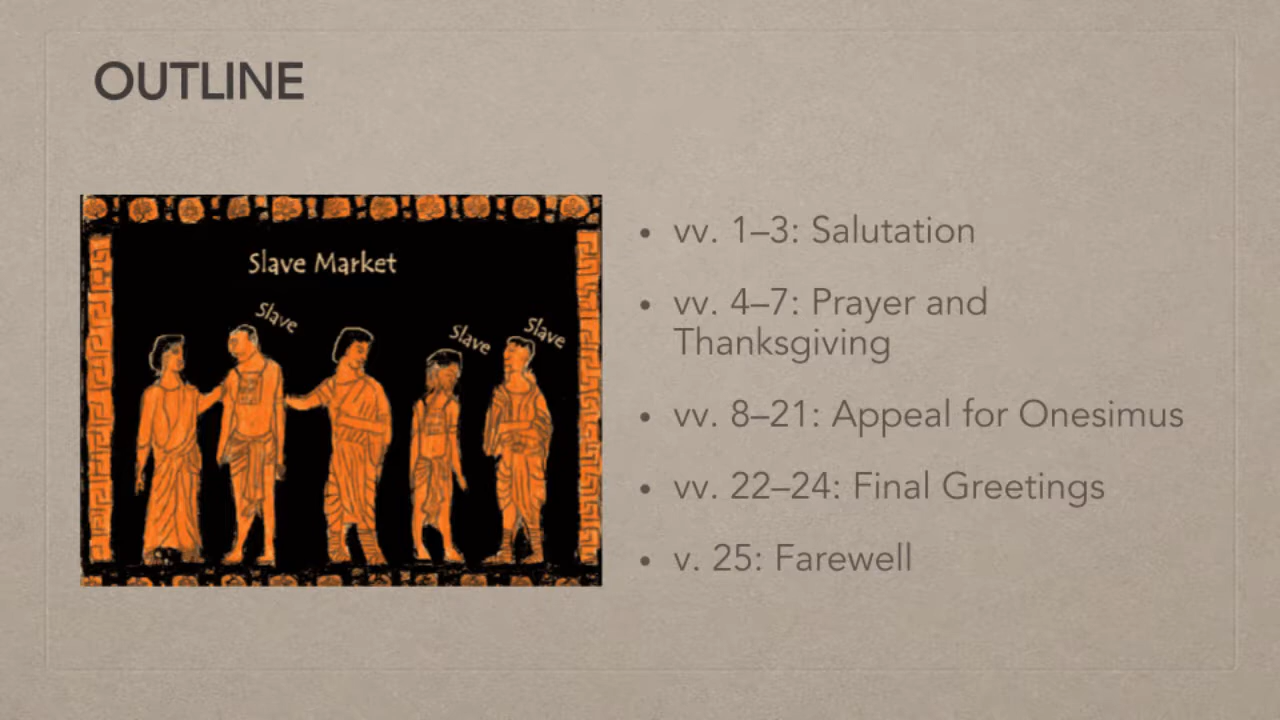 OUTLINE
Slave Market
Slave
Slave
Slave
• vv. 1–3: Salutation
• vv. 4–7: Prayer and
Thanksgiving
• vv. 8–21: Appeal for Onesimus
• vv. 22–24: Final Greetings
• v. 25: Farewell